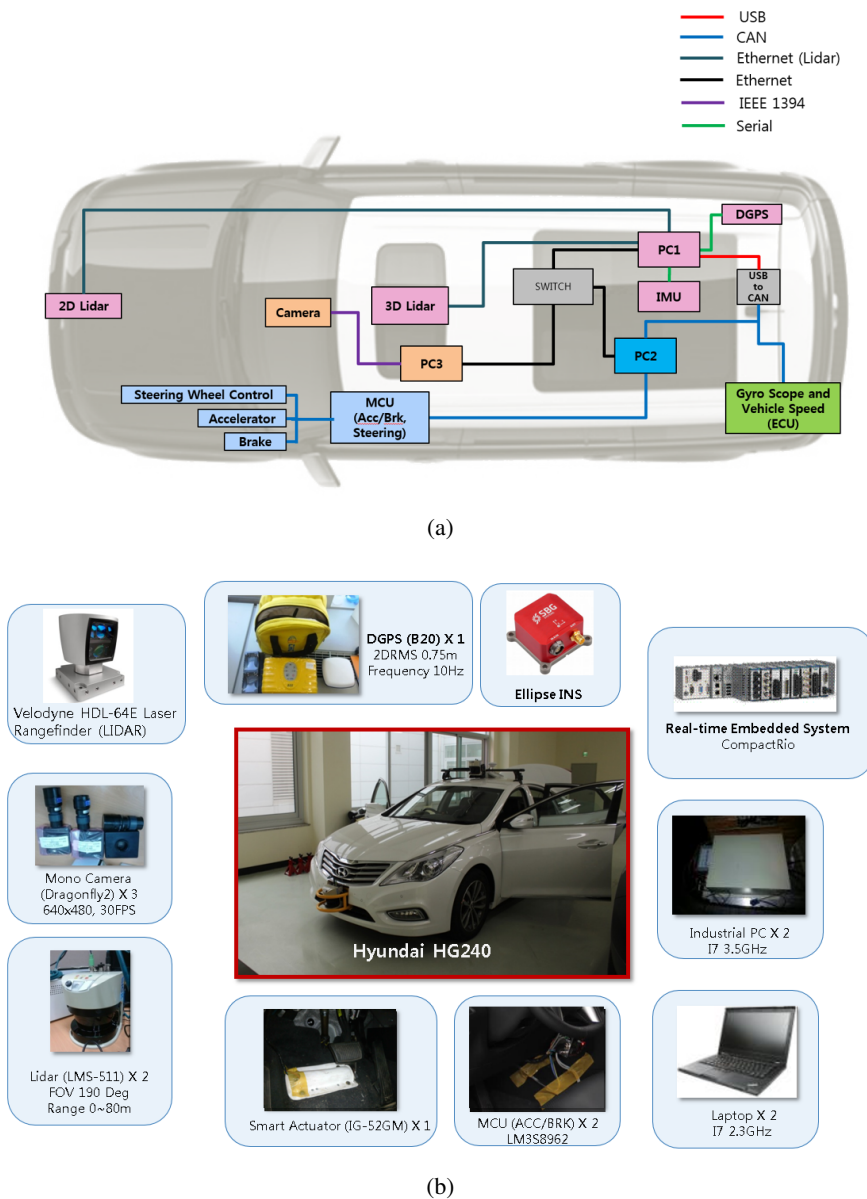 USB
CAN
Ethernet (Lidar)
Ethernet
IEEE 1394
Serial
DGPS
PC1
2D Lidar
3D Lidar
Camera
SWITCH
IMU
USB
to
CAN
PC3
PC2
Steering Wheel Control
Accelerator
Brake
MCU
(Acc/Brk,
Steering)
Gyro Scope and
Vehicle Speed
(ECU)
(a)
Velodyne HDL-64E Laser
Rangefinder (LIDAR)
DGPS (B20) X 1
2DRMS 0.75m
Frequency 10Hz
SBG
Ellipse INS
Real-time Embedded System
CompactRio
Mono Camera
(Dragonfly2) X 3
640x480, 30FPS
Hyundai HG240
Industrial PC X 2
I7 3.5GHz
Lidar (LMS-511) X 2
FOV 190 Deg
Range 0~80m
Smart Actuator (IG-52GM) X 1
MCU (ACC/BRK) X 2
LM3S8962
Laptop X 2
I7 2.3GHz
(b)